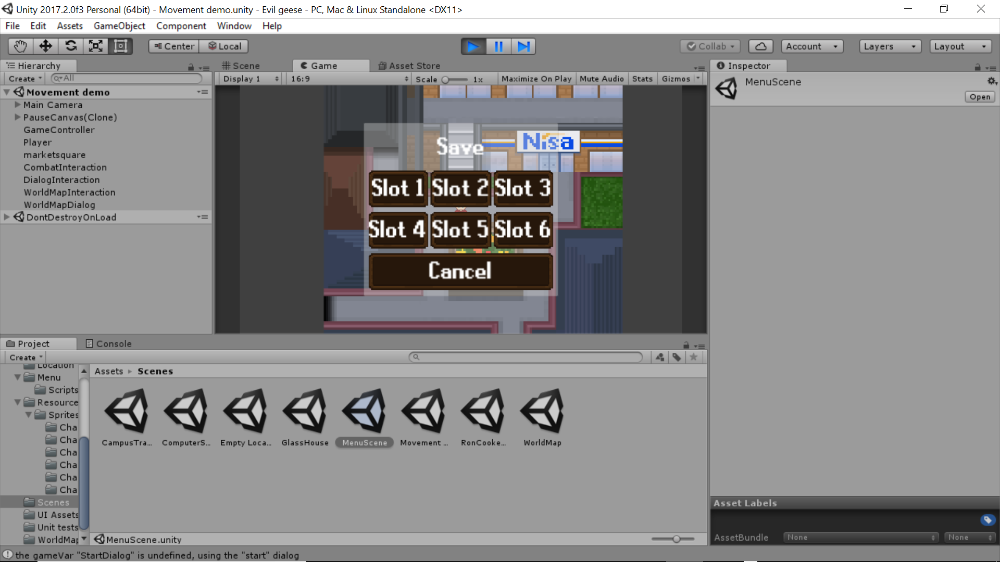 Unity 2017.2.0f3 Personal (64bit) - Movement demo.unity - Evil geese - PC, Mac & Linux Standalone <DX11>
File Edit Assets GameObject Component Window Help
Center Local Collab Account Layers Layout
Hierarchy
Create All
Movement demo
Main Camera
PauseCanvas(Clone)
GameController
Player
marketsquare
CombatInteraction
DialogInteraction
WorldMapInteraction
WorldMapDialog
DontDestroyOnLoad
Scene Game Asset Store
Display 1 16:9 Scale 1x Maximize On Play Mute Audio Stats Gizmos
Nisa
Save
Slot 1 Slot 2 Slot 3
Slot 4 Slot 5 Slot 6
Cancel
Inspector
MenuScene
Open
Project Console
Create
Location
Menu
Scripts
Resource
Sprites
Cha
Cha
Cha
Cha
Cha
Cha
Scenes
UI Assets
Unit tests
WorldMap
Assets Scenes
CampusTra... ComputerS... Empty Loca... GlassHouse MenuScene Movement ... RonCooke... WorldMap
MenuScene.unity
Asset Labels
AssetBundle None None
the gameVar "StartDialog" is undefined, using the "start" dialog